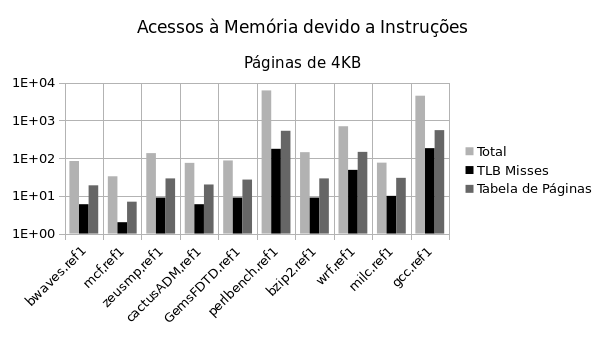 Acessos à Memória devido a Instruções
Páginas de 4KB
1E+04
1E+03
1E+02
1E+01
1E+00
bwaves.ref1
mcf.ref1
zeusmp.ref1
cactusADM.ref1
GemsFDTD.ref1
perlbench.ref1
bzip2.ref1
wrf.ref1
milc.ref1
gcc.ref1
Total
TLB Misses
Tabela de Páginas